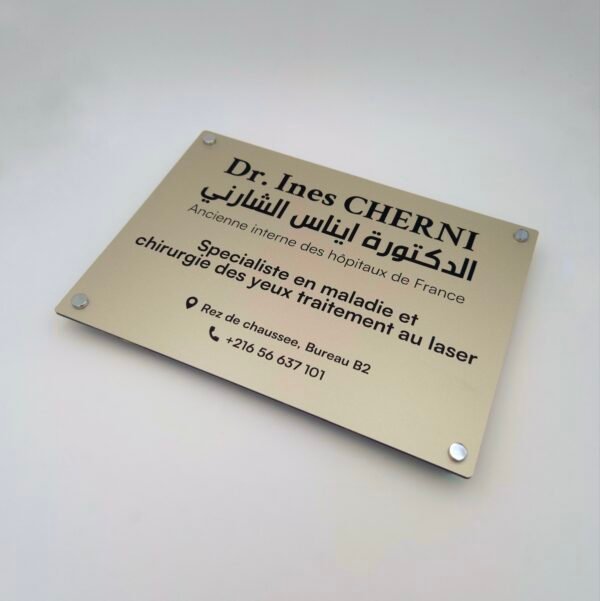 Dr. Ines CHERNI
الدكتورة ايناس الشارني
Ancienne interne des hôpitaux de France
Specialiste en maladie et
chirurgie des yeux traitement au laser
Rez de chaussee, Bureau B2
+216 56 637 101